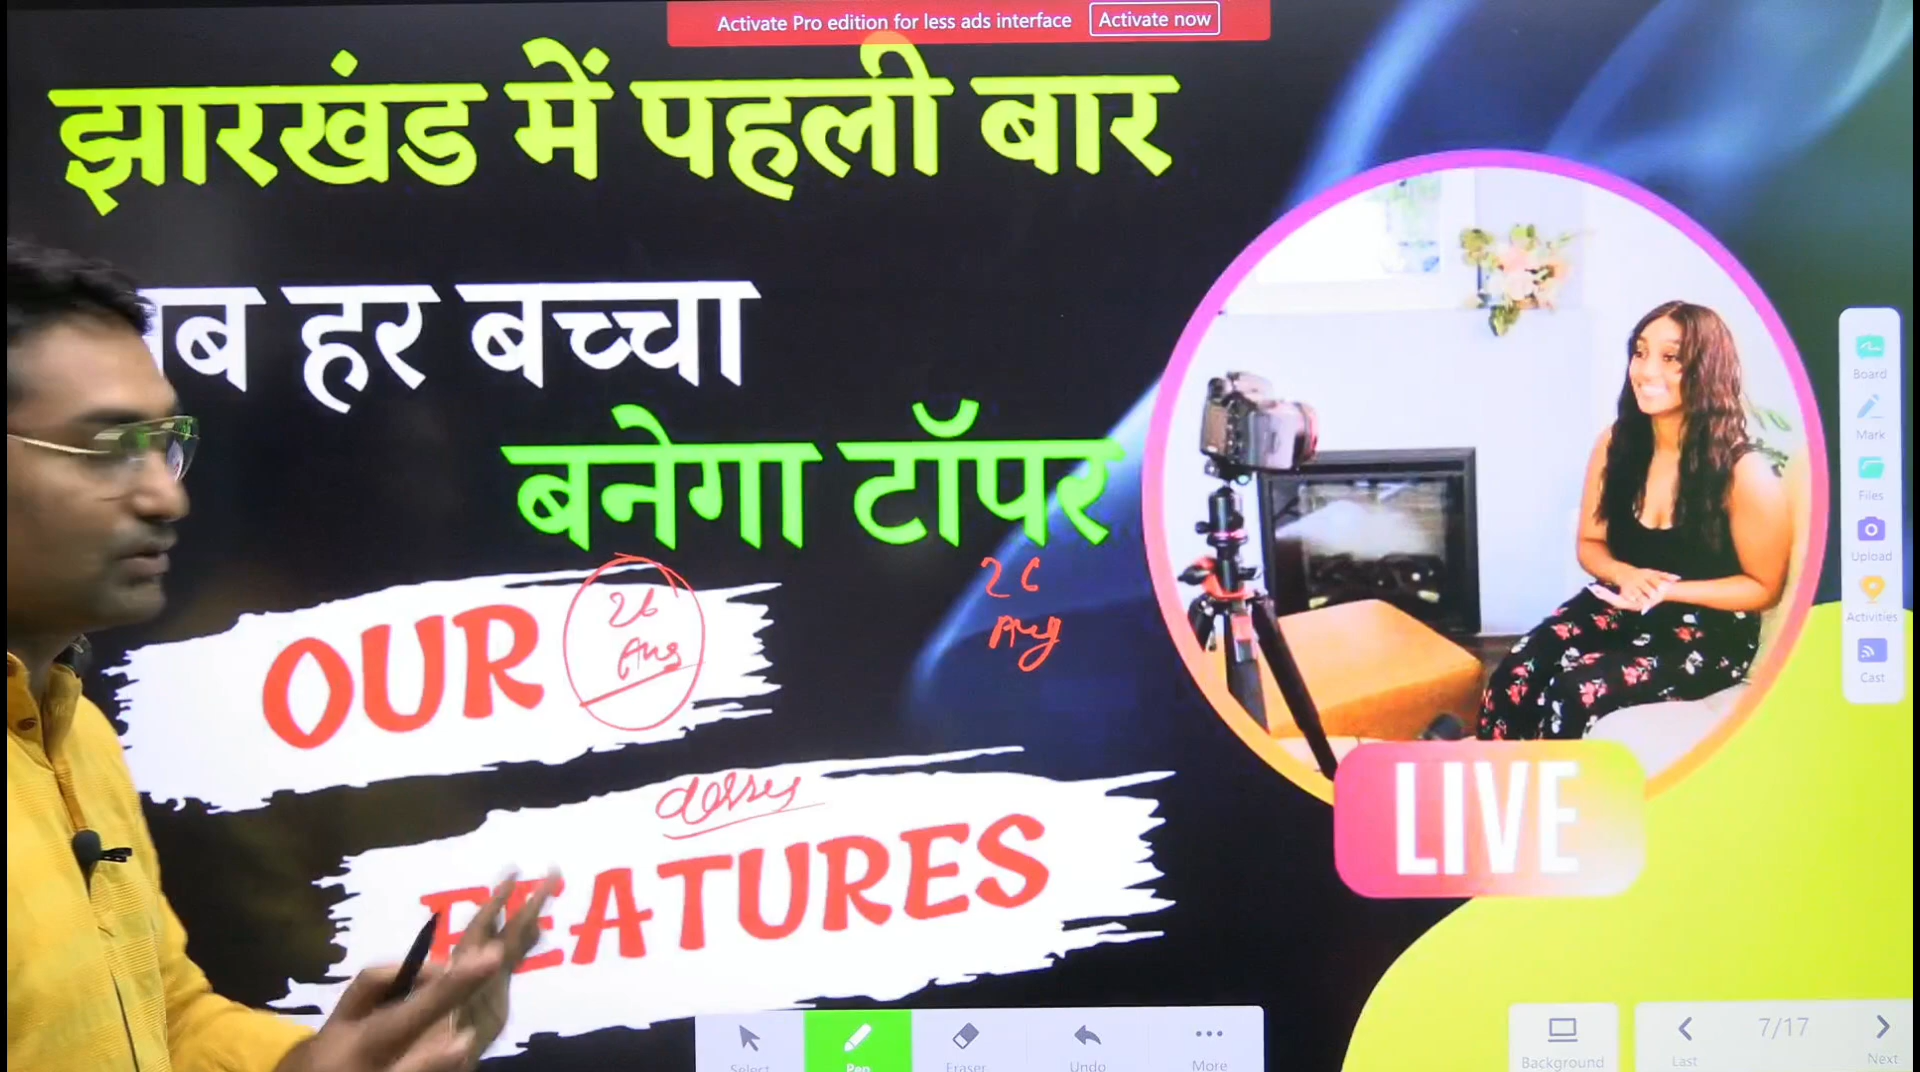 Activate Pro edition for less ads interface Activate now
झारखंड में पहली बार
हर बच्चा
बनेगा टॉपर
26
Aug
OUR
26
Aug
FEATURES
LIVE
Board
Mark
Files
Upload
Activities
Cast
Select
Pen
Eraser
Undo
More
Background
Last
7/17
Next